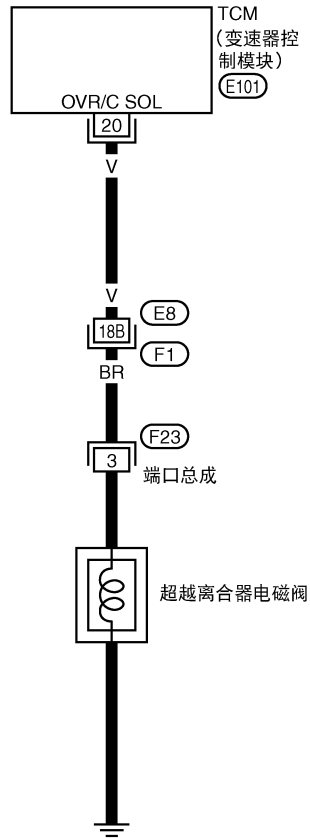 TCM
(变速器控
制模块)
E101
OVR/C SOL
20
V
V
E8
18B
F1
BR
F23
3
端口总成
超越离合器电磁阀